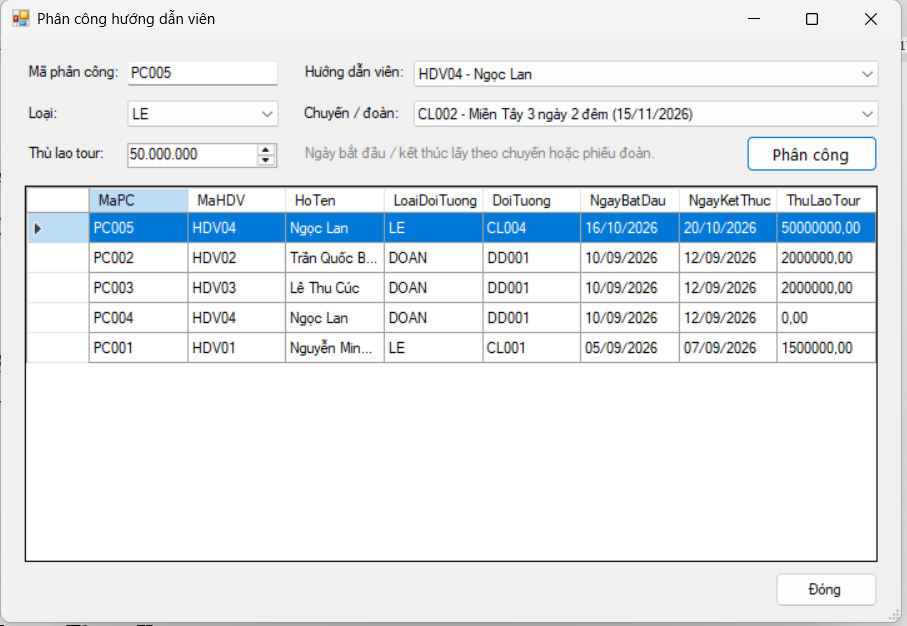 Phân công hướng dẫn viên
Mã phân công: PC005 Hướng dẫn viên: HDV04 - Ngọc Lan
Loại: LE Chuyến / đoàn: CL002 - Miền Tây 3 ngày 2 đêm (15/11/2026)
Thù lao tour: 50.000.000 Ngày bắt đầu / kết thúc lấy theo chuyến hoặc phiếu đoàn. Phân công
MaPC MaHDV HoTen LoaiDoiTuong DoiTuong NgayBatDau NgayKetThuc ThuLaoTour
PC005 HDV04 Ngọc Lan LE CL004 16/10/2026 20/10/2026 50000000,00
PC002 HDV02 Trần Quốc B... DOAN DD001 10/09/2026 12/09/2026 2000000,00
PC003 HDV03 Lê Thu Cúc DOAN DD001 10/09/2026 12/09/2026 2000000,00
PC004 HDV04 Ngọc Lan DOAN DD001 10/09/2026 12/09/2026 0,00
PC001 HDV01 Nguyễn Min... LE CL001 05/09/2026 07/09/2026 1500000,00
Đóng